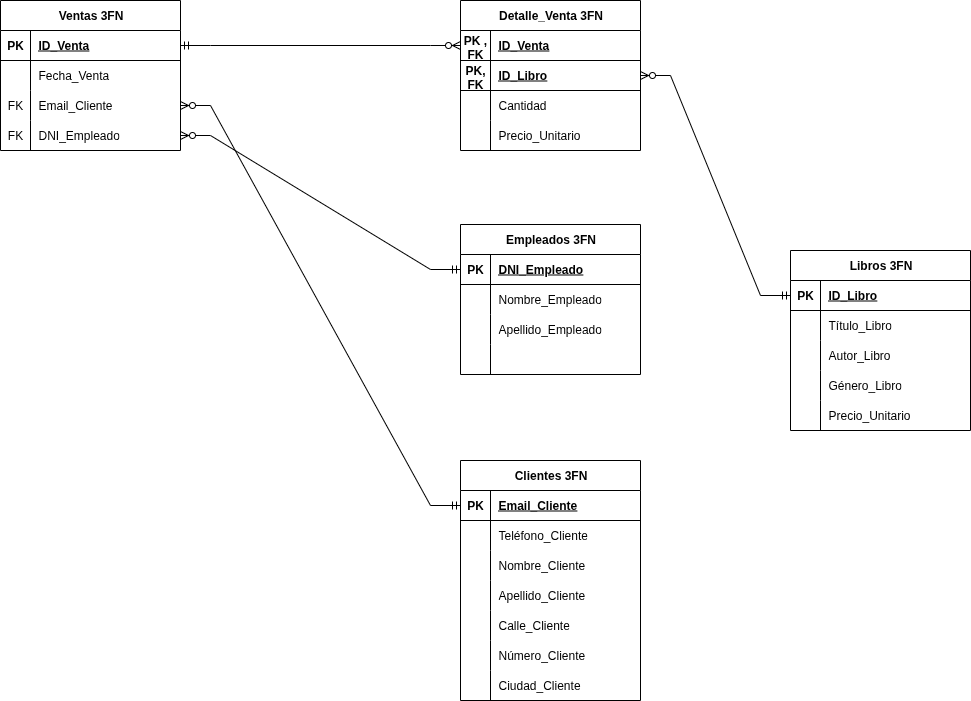 Ventas 3FN
PK ID_Venta
Fecha_Venta
FK Email_Cliente
FK DNI_Empleado
Detalle_Venta 3FN
PK , FK ID_Venta
PK, FK ID_Libro
Cantidad
Precio_Unitario
Empleados 3FN
PK DNI_Empleado
Nombre_Empleado
Apellido_Empleado
Libros 3FN
PK ID_Libro
Título_Libro
Autor_Libro
Género_Libro
Precio_Unitario
Clientes 3FN
PK Email_Cliente
Teléfono_Cliente
Nombre_Cliente
Apellido_Cliente
Calle_Cliente
Número_Cliente
Ciudad_Cliente